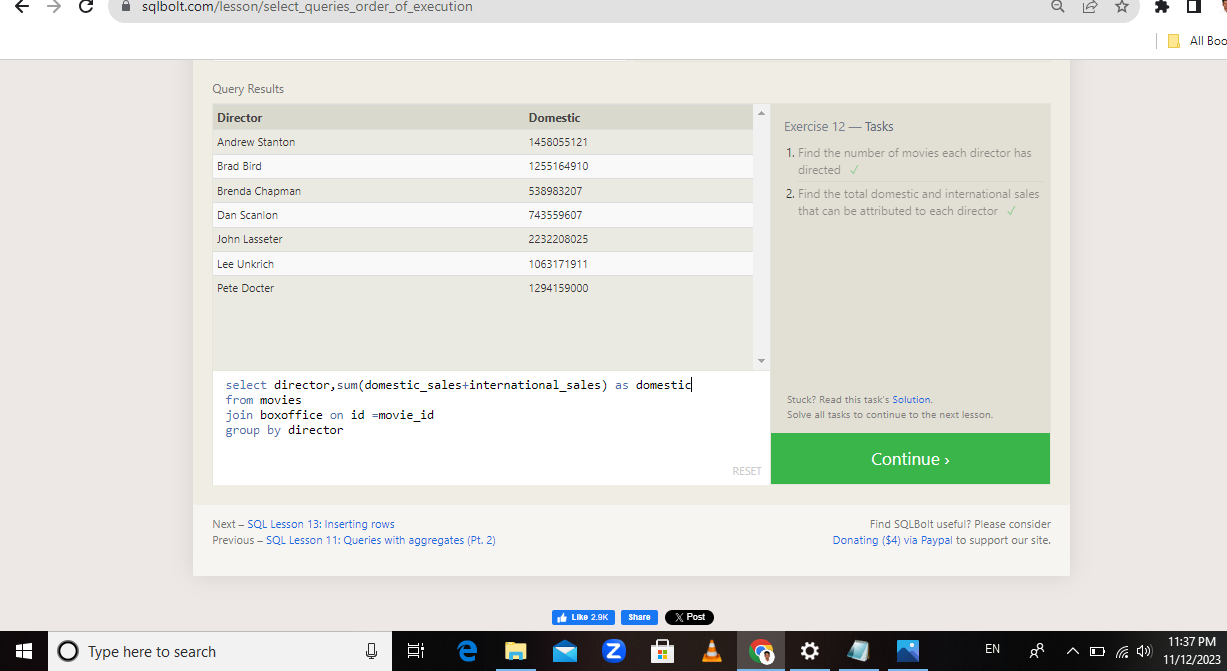 sqlbolt.com/lesson/select_queries_order_of_execution
All Boo
Query Results
Director Domestic
Andrew Stanton 1458055121
Brad Bird 1255164910
Brenda Chapman 538983207
Dan Scanlon 743559607
John Lasseter 2232208025
Lee Unkrich 1063171911
Pete Docter 1294159000
select director,sum(domestic_sales+international_sales) as domestic
from movies
join boxoffice on id =movie_id
group by director
RESET
Exercise 12 — Tasks
1. Find the number of movies each director has
directed ✓
2. Find the total domestic and international sales
that can be attributed to each director ✓
Stuck? Read this task's Solution.
Solve all tasks to continue to the next lesson.
Continue ›
Next – SQL Lesson 13: Inserting rows
Previous – SQL Lesson 11: Queries with aggregates (Pt. 2)
Find SQLBolt useful? Please consider
Donating ($4) via Paypal to support our site.
Like 2.9K Share X Post
Type here to search
EN
11:37 PM
11/12/2023